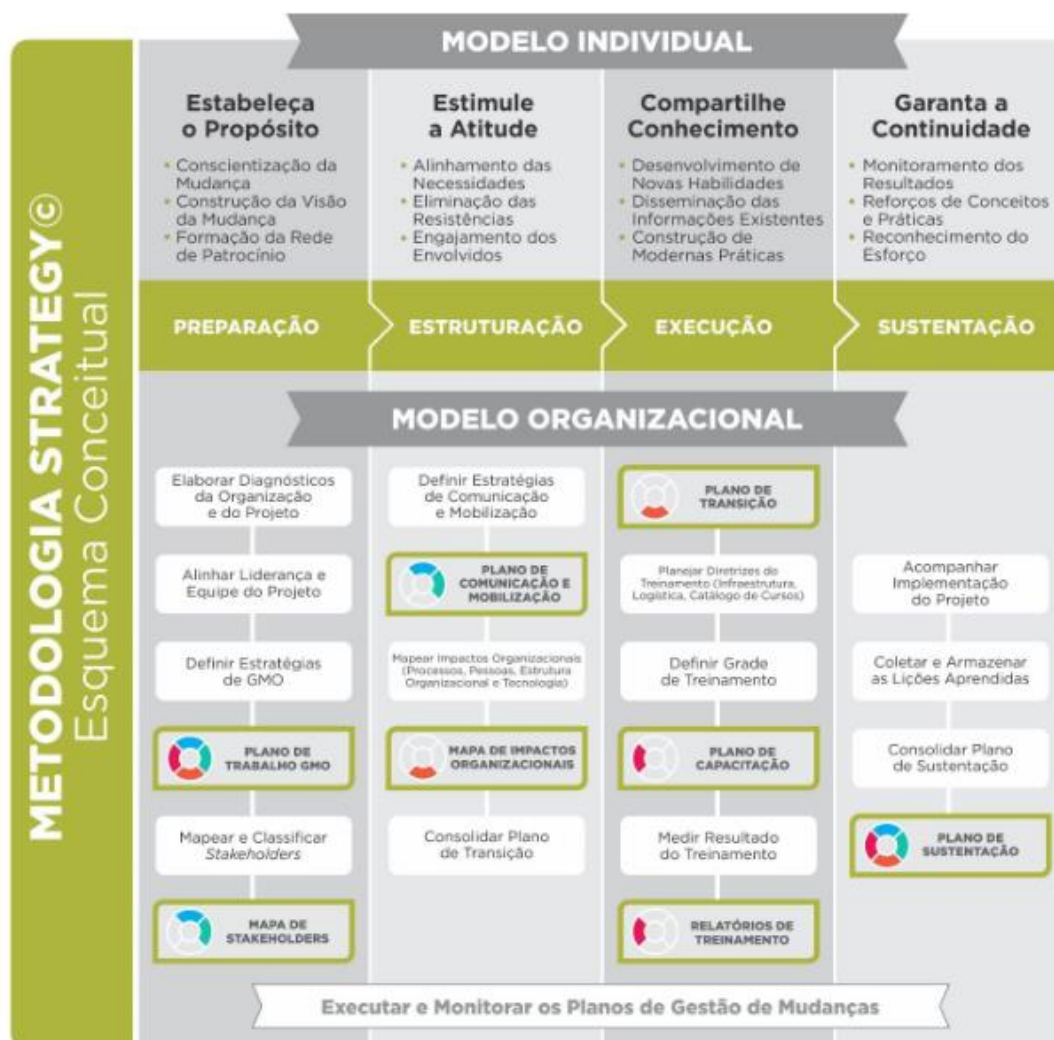 METODOLOGIA STRATEGY©
Esquema Conceitual
MODELO INDIVIDUAL
Estabeleça
o Propósito
• Conscientização da
Mudança
• Construção da Visão
da Mudança
• Formação da Rede
de Patrocínio
Estimule
a Atitude
• Alinhamento das
Necessidades
• Eliminação das
Resistências
• Engajamento dos
Envolvidos
Compartilhe
Conhecimento
• Desenvolvimento de
Novas Habilidades
• Disseminação das
Informações Existentes
• Construção de
Modernas Práticas
Garanta a
Continuidade
• Monitoramento dos
Resultados
• Reforços de Conceitos
e Práticas
• Reconhecimento do
Esforço
PREPARAÇÃO
ESTRUTURAÇÃO
EXECUÇÃO
SUSTENTAÇÃO
MODELO ORGANIZACIONAL
Elaborar Diagnósticos
da Organização
e do Projeto
Alinhar Liderança e
Equipe do Projeto
Definir Estratégias
de GMO
PLANO DE
TRABALHO GMO
Mapear e Classificar
Stakeholders
MAPA DE
STAKEHOLDERS
Definir Estratégias
de Comunicação
e Mobilização
PLANO DE
COMUNICAÇÃO E
MOBILIZAÇÃO
Mapear Impactos Organizacionais
(Processos, Pessoas, Estrutura
Organizacional e Tecnologia)
MAPA DE IMPACTOS
ORGANIZACIONAIS
Consolidar Plano
de Transição
PLANO DE
TRANSIÇÃO
Planejar Diretrizes do
Treinamento (Infraestrutura,
Logística, Catálogo de Cursos)
Definir Grade
de Treinamento
PLANO DE
CAPACITAÇÃO
Medir Resultado
do Treinamento
RELATÓRIOS DE
TREINAMENTO
Acompanhar
Implementação
do Projeto
Coletar e Armazenar
as Lições Aprendidas
Consolidar Plano
de Sustentação
PLANO DE
SUSTENTAÇÃO
Executar e Monitorar os Planos de Gestão de Mudanças